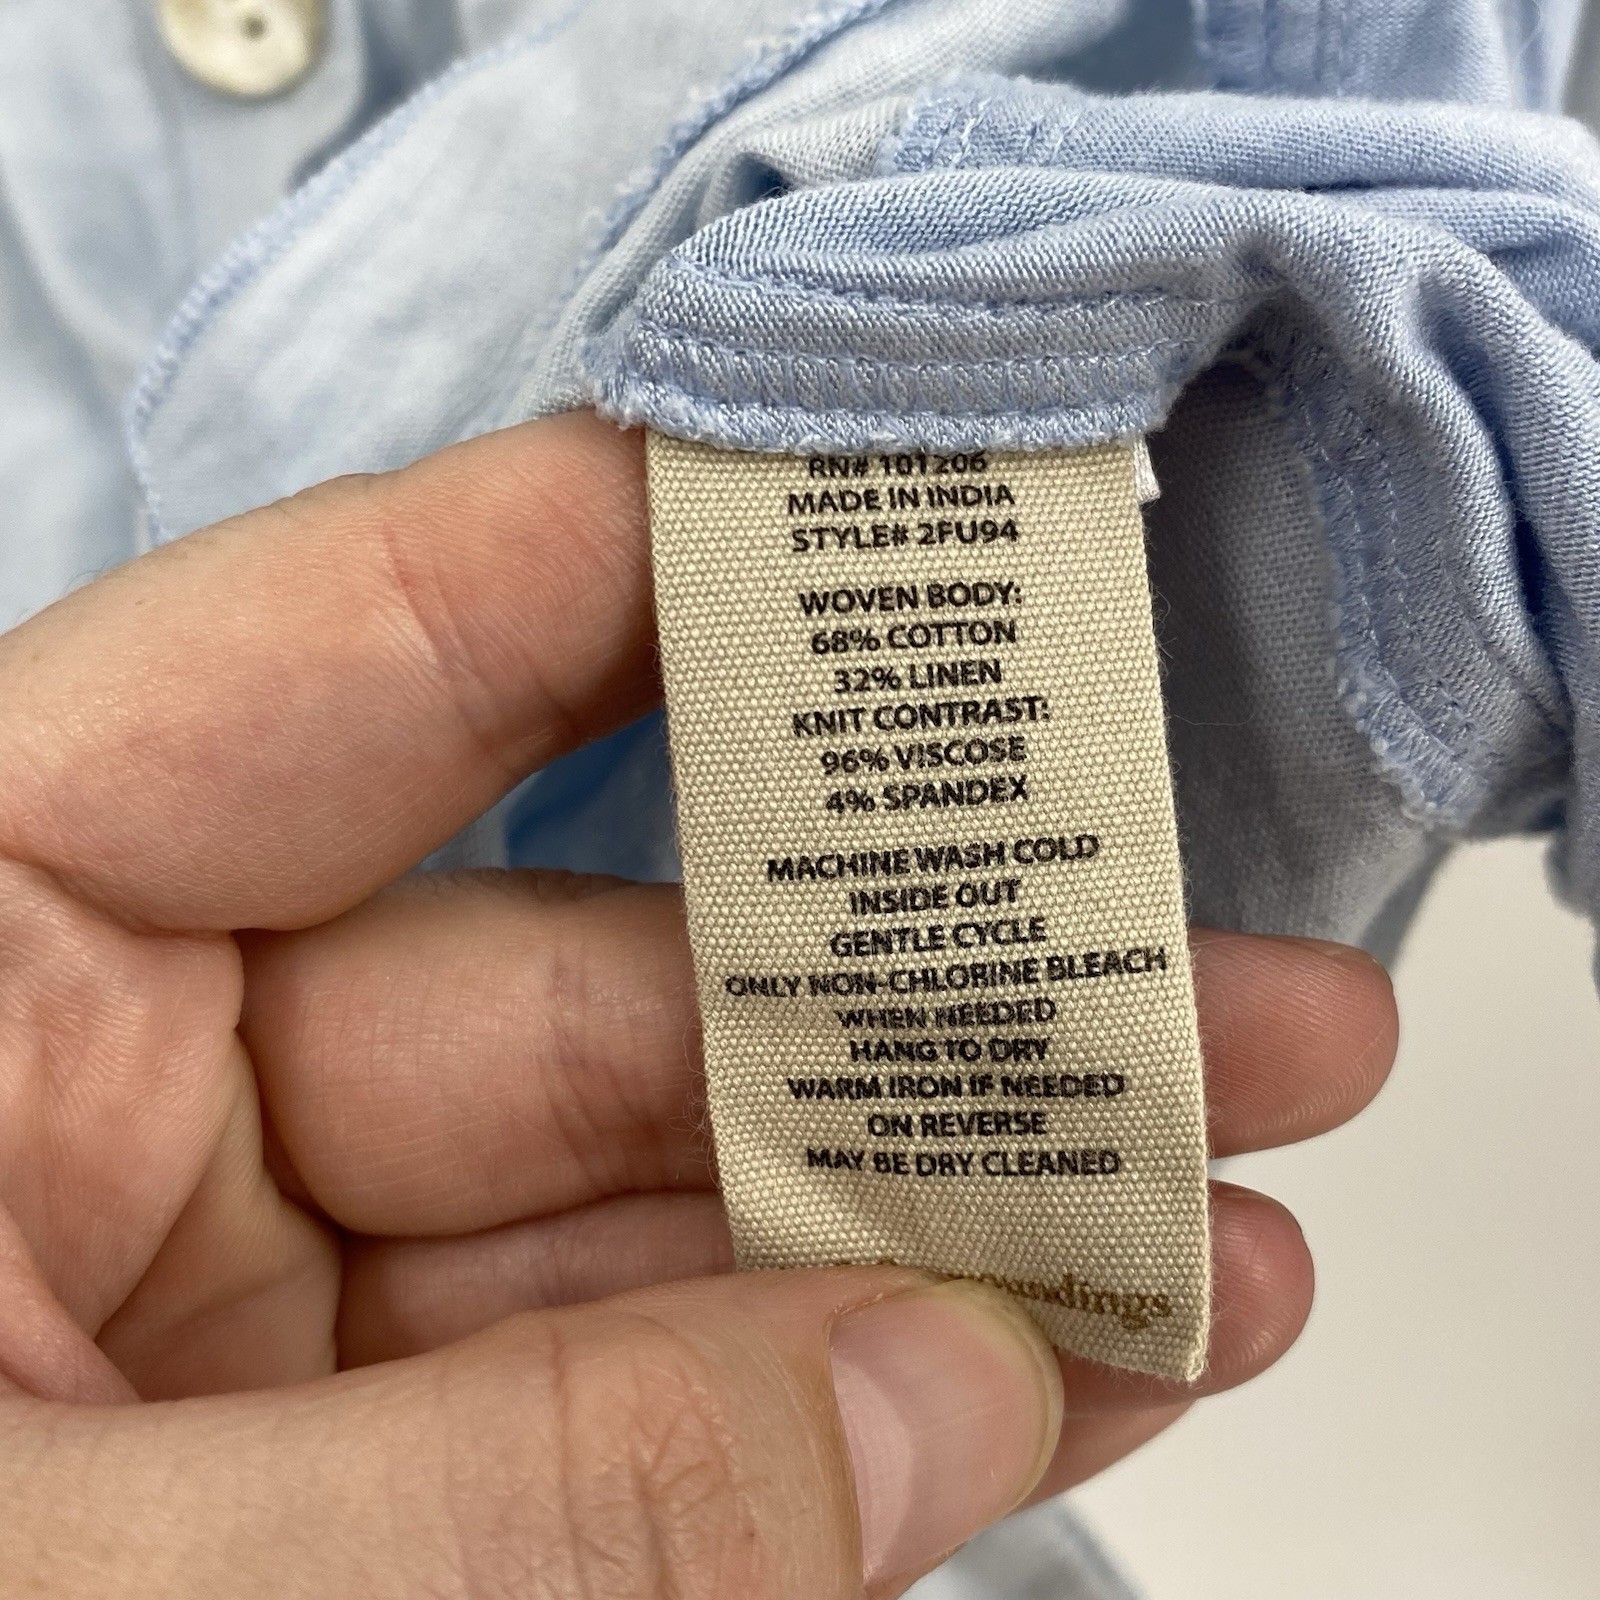 RN# 101206
MADE IN INDIA
STYLE# 2FU94
WOVEN BODY:
68% COTTON
32% LINEN
KNIT CONTRAST:
96% VISCOSE
4% SPANDEX
MACHINE WASH COLD
INSIDE OUT
GENTLE CYCLE
ONLY NON-CHLORINE BLEACH
WHEN NEEDED
HANG TO DRY
WARM IRON IF NEEDED
ON REVERSE
MAY BE DRY CLEANED